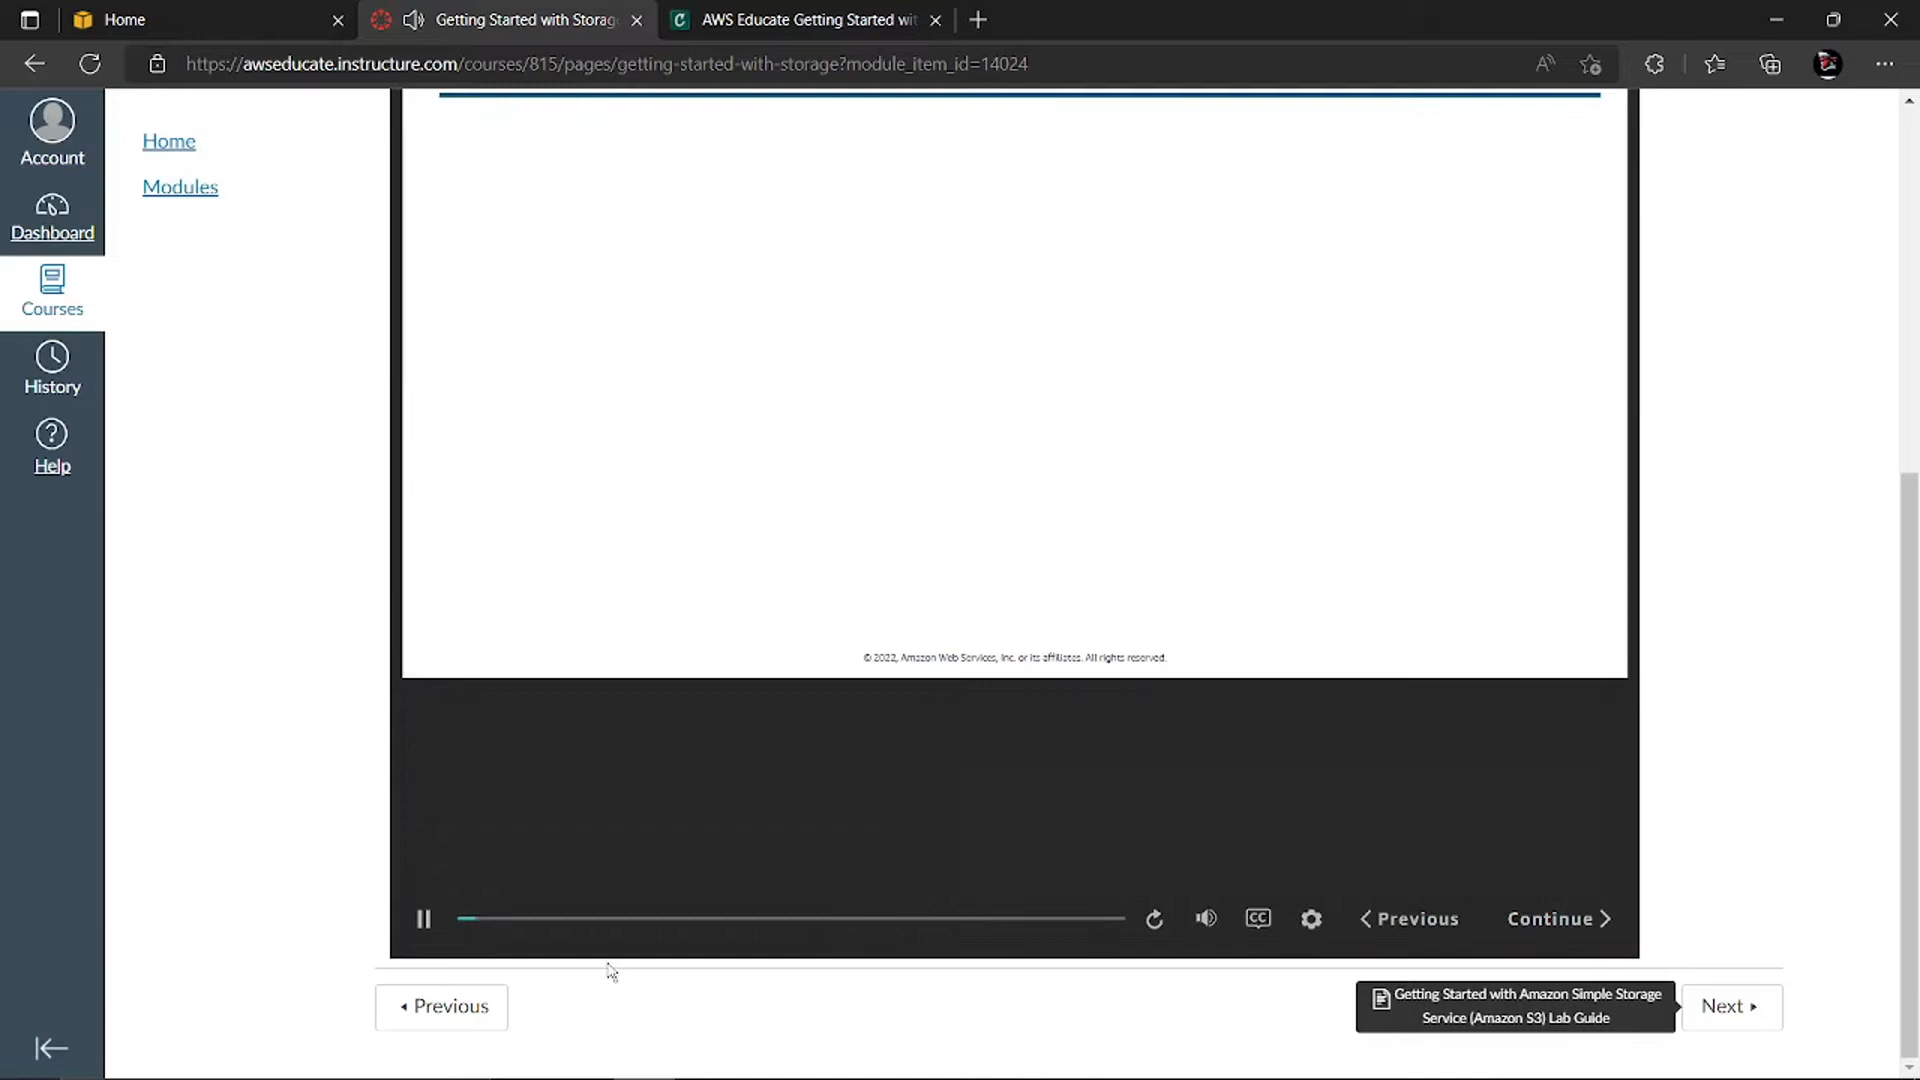 Home
Getting Started with Storag
AWS Educate Getting Started wit
https://awseducate.instructure.com/courses/815/pages/getting-started-with-storage?module_item_id=14024
Account
Dashboard
Courses
History
Help
Home
Modules
© 2022, Amazon Web Services, Inc. or its affiliates. All rights reserved.
CC
Previous
Continue
Previous
Getting Started with Amazon Simple Storage
Service (Amazon S3) Lab Guide
Next